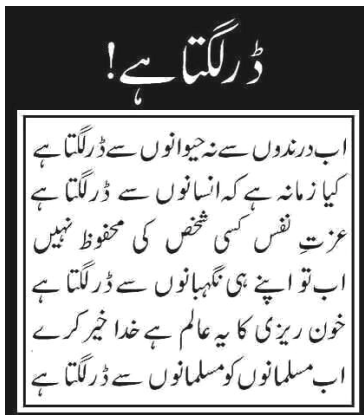 ڈر لگتا ہے!
اب درندوں سے نہ حیوانوں سے ڈر لگتا ہے
کیا زمانہ ہے کہ انسانوں سے ڈر لگتا ہے
عزتِ نفس کسی شخص کی محفوظ نہیں
اب تو اپنے ہی نگہبانوں سے ڈر لگتا ہے
خون ریزی کا یہ عالم ہے خدا خیر کرے
اب مسلمانوں کو مسلمانوں سے ڈر لگتا ہے